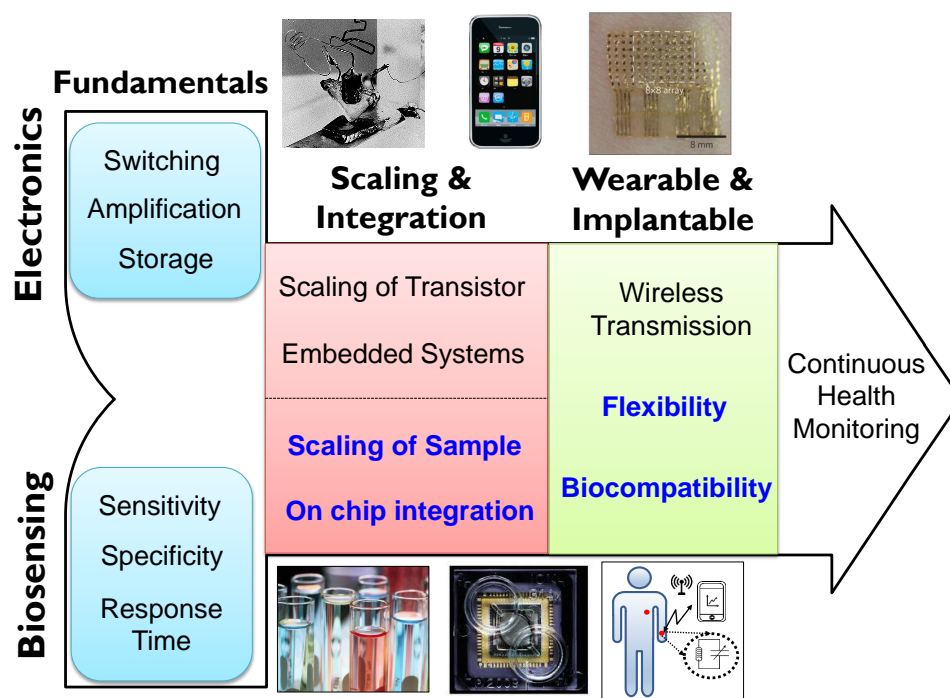 Fundamentals
Electronics
Switching
Amplification
Storage
8x8 array
8 mm
Scaling &
Integration
Wearable &
Implantable
Scaling of Transistor
Embedded Systems
Scaling of Sample
On chip integration
Wireless
Transmission
Flexibility
Biocompatibility
Continuous
Health
Monitoring
Biosensing
Sensitivity
Specificity
Response
Time